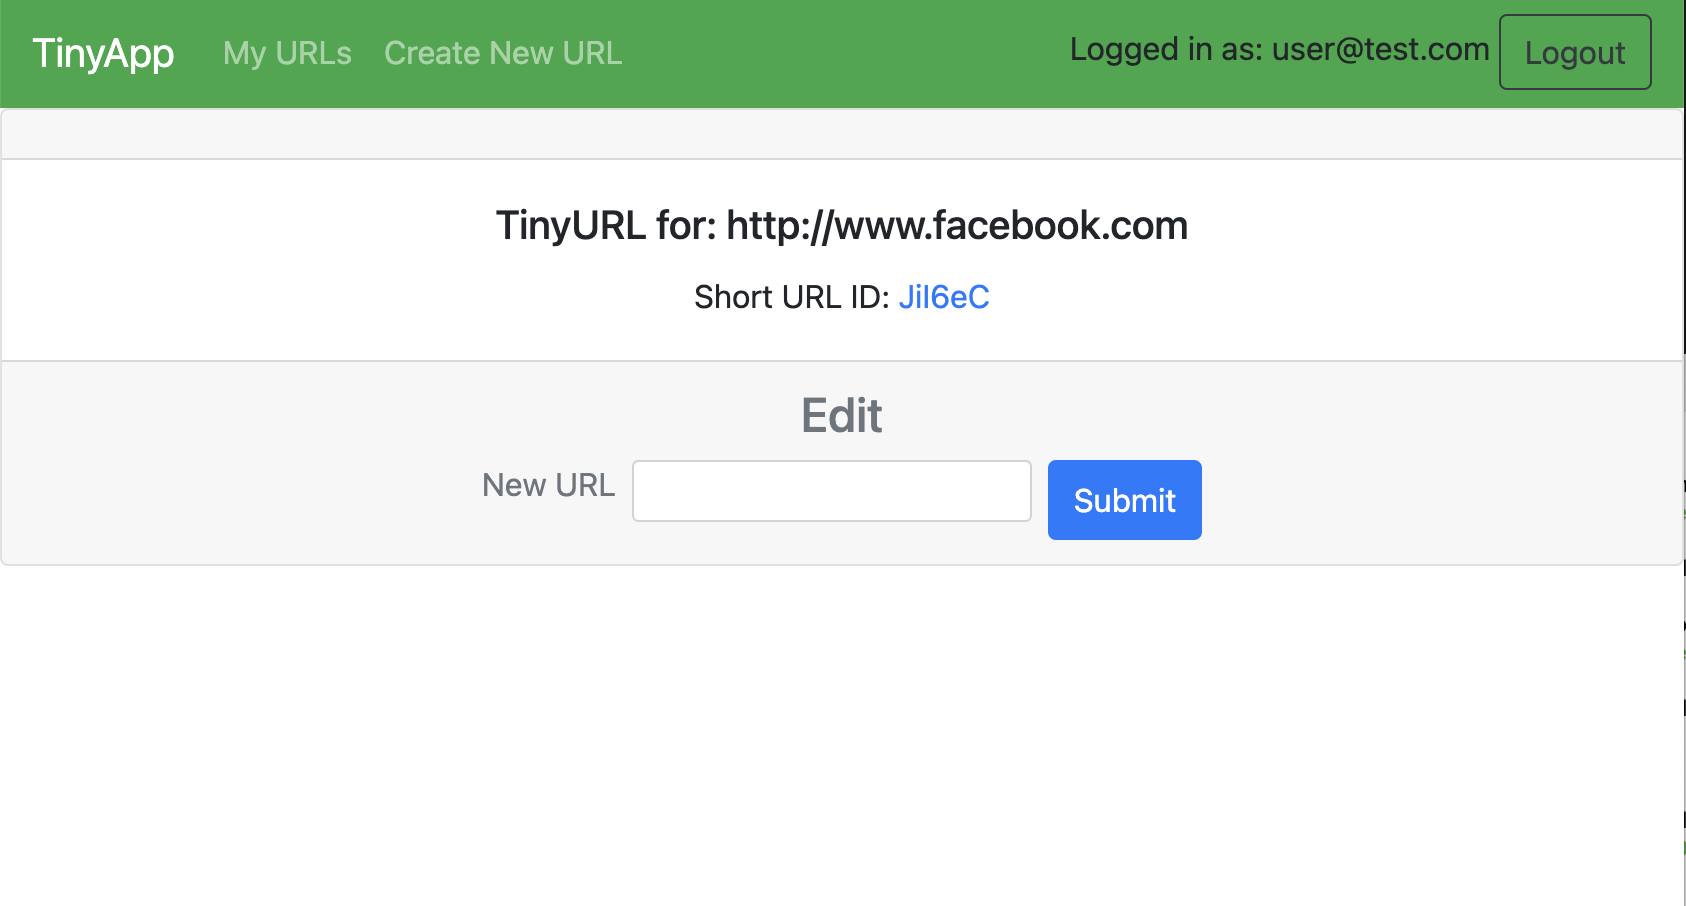 TinyApp My URLs Create New URL Logged in as: user@test.com Logout
TinyURL for: http://www.facebook.com
Short URL ID: JiI6eC
Edit
New URL Submit